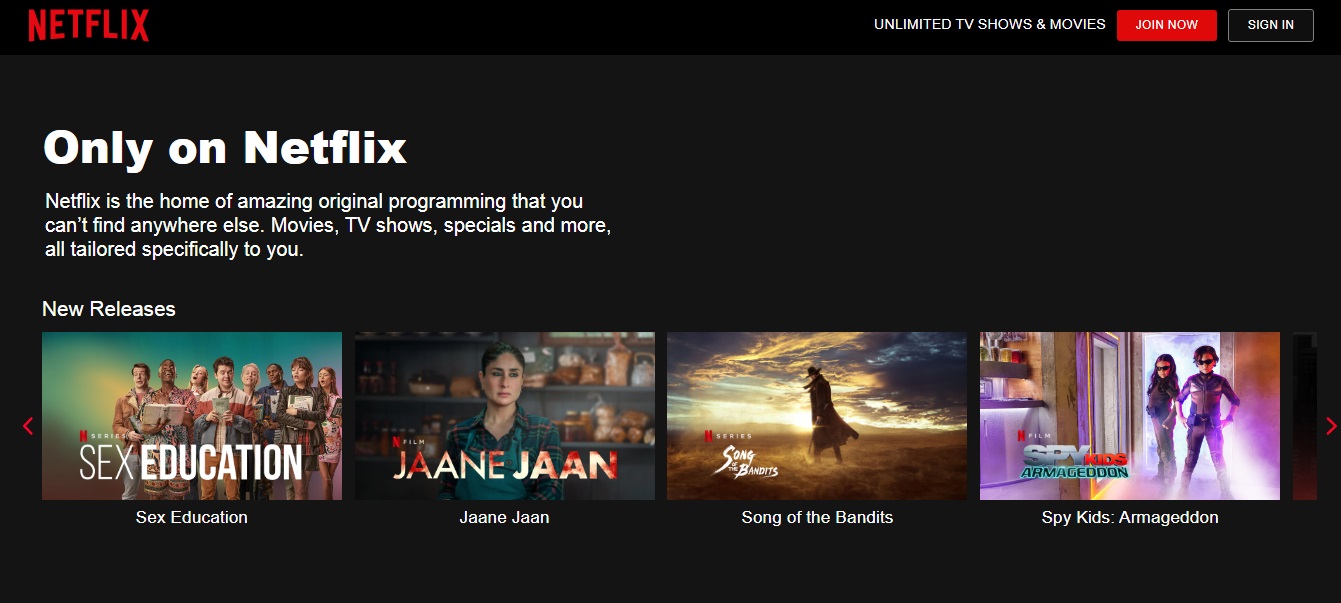 NETFLIX
UNLIMITED TV SHOWS & MOVIES
JOIN NOW
SIGN IN
Only on Netflix
Netflix is the home of amazing original programming that you
can’t find anywhere else. Movies, TV shows, specials and more,
all tailored specifically to you.
New Releases
N SERIES
SEX EDUCATION
Sex Education
N FILM
JAANE JAAN
Jaane Jaan
N SERIES
SONG
OF THE BANDITS
Song of the Bandits
N FILM
SPY KIDS
ARMAGEDDON
Spy Kids: Armageddon